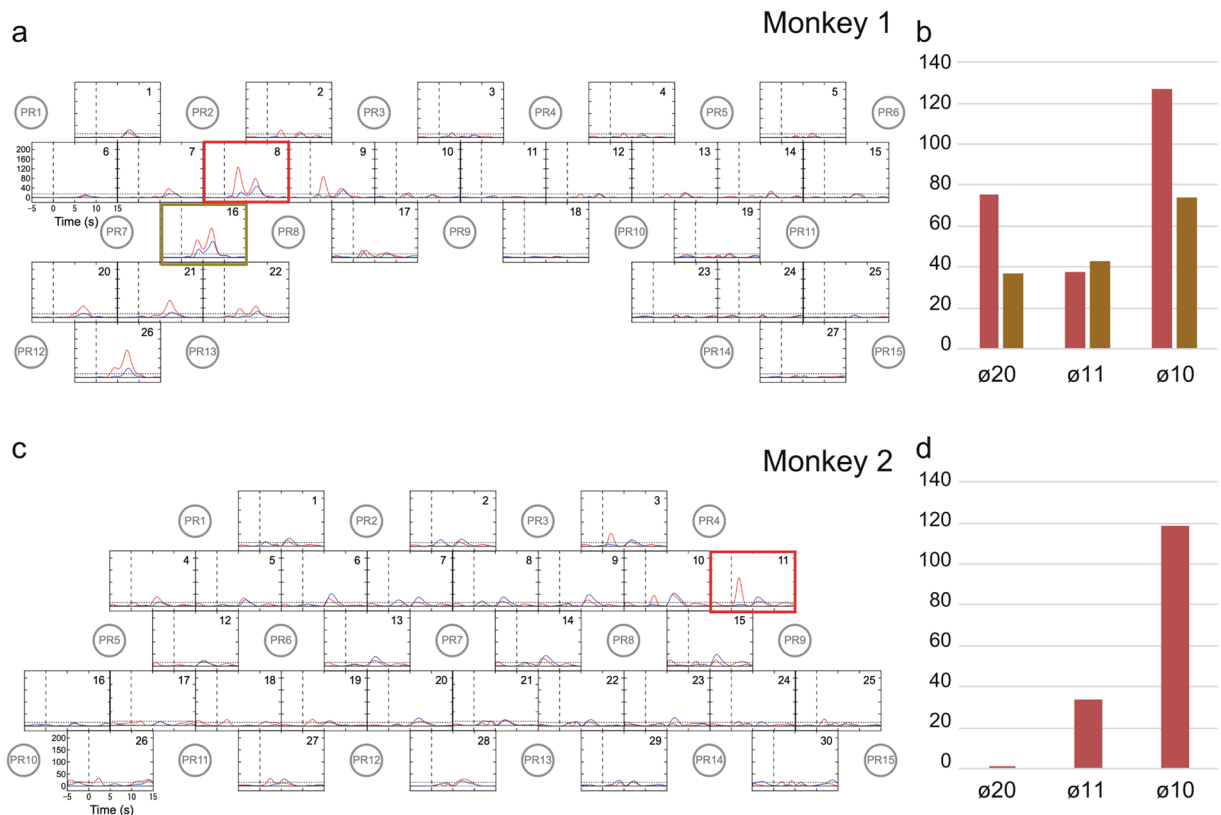 a
Monkey 1
b
1
2
3
4
5
PR1
PR2
PR3
PR4
PR5
PR6
6
7
8
9
10
11
12
13
14
15
200
160
120
80
40
0
-5 0 5 10 15
Time (s)
16
17
18
19
PR7
PR8
PR9
PR10
PR11
20
21
22
23
24
25
26
27
PR12
PR13
PR14
PR15
140
120
100
80
60
40
20
0
ø20
ø11
ø10
c
Monkey 2
d
1
2
3
PR1
PR2
PR3
PR4
4
5
6
7
8
9
10
11
12
13
14
15
PR5
PR6
PR7
PR8
PR9
16
17
18
19
20
21
22
23
24
25
26
27
28
29
30
PR10
PR11
PR12
PR13
PR14
PR15
200
150
100
50
0
-5 0 5 10 15
Time (s)
140
120
100
80
60
40
20
0
ø20
ø11
ø10